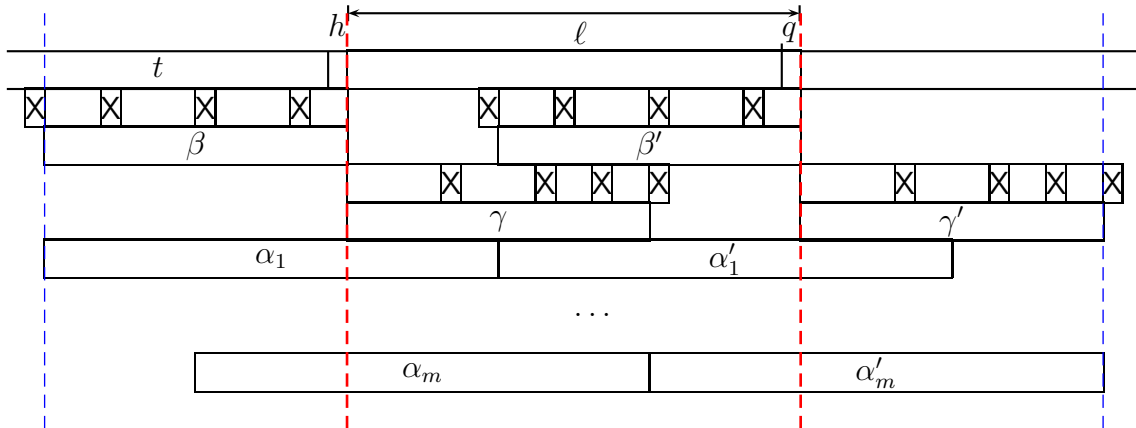 h ℓ q
t
X X X X X X X X
β β′
X X X X X X X X
γ γ′
α₁ α′₁
...
αₘ α′ₘ